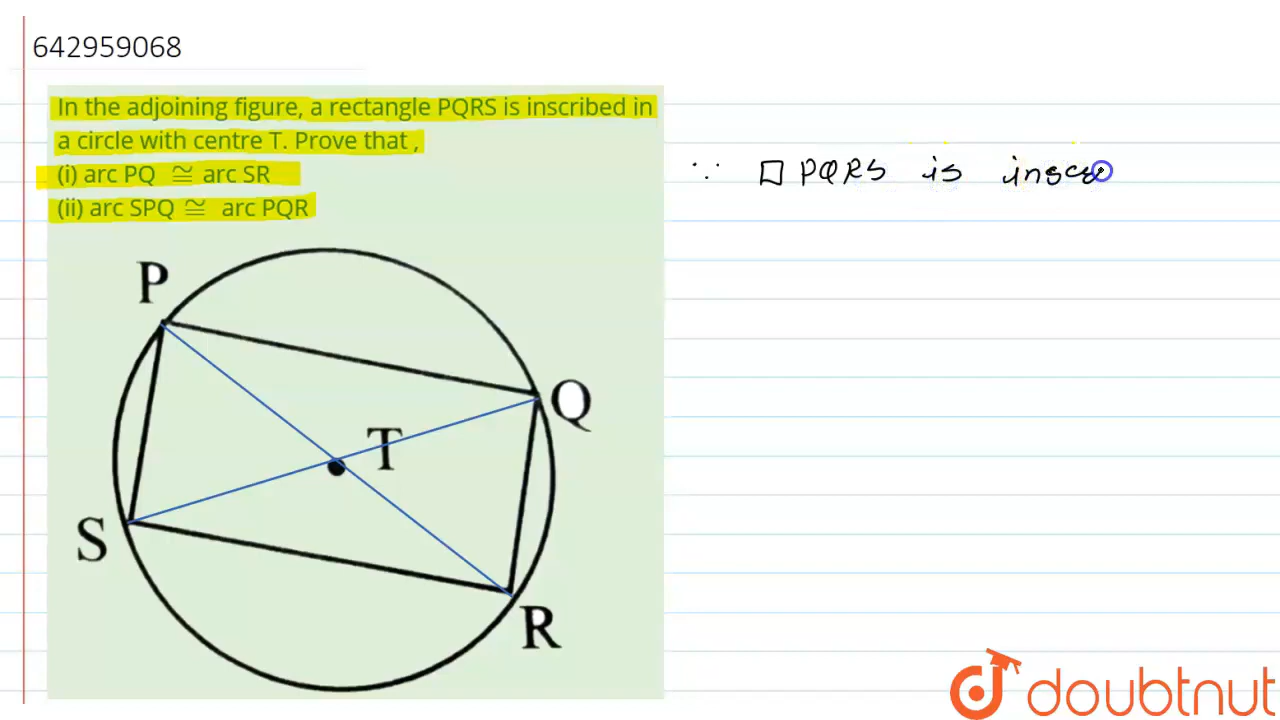 642959068
In the adjoining figure, a rectangle PQRS is inscribed in
a circle with centre T. Prove that ,
(i) arc PQ ≅ arc SR
(ii) arc SPQ ≅ arc PQR
∵ □ PQRS is
P
Q
T
S
R
doubtnut